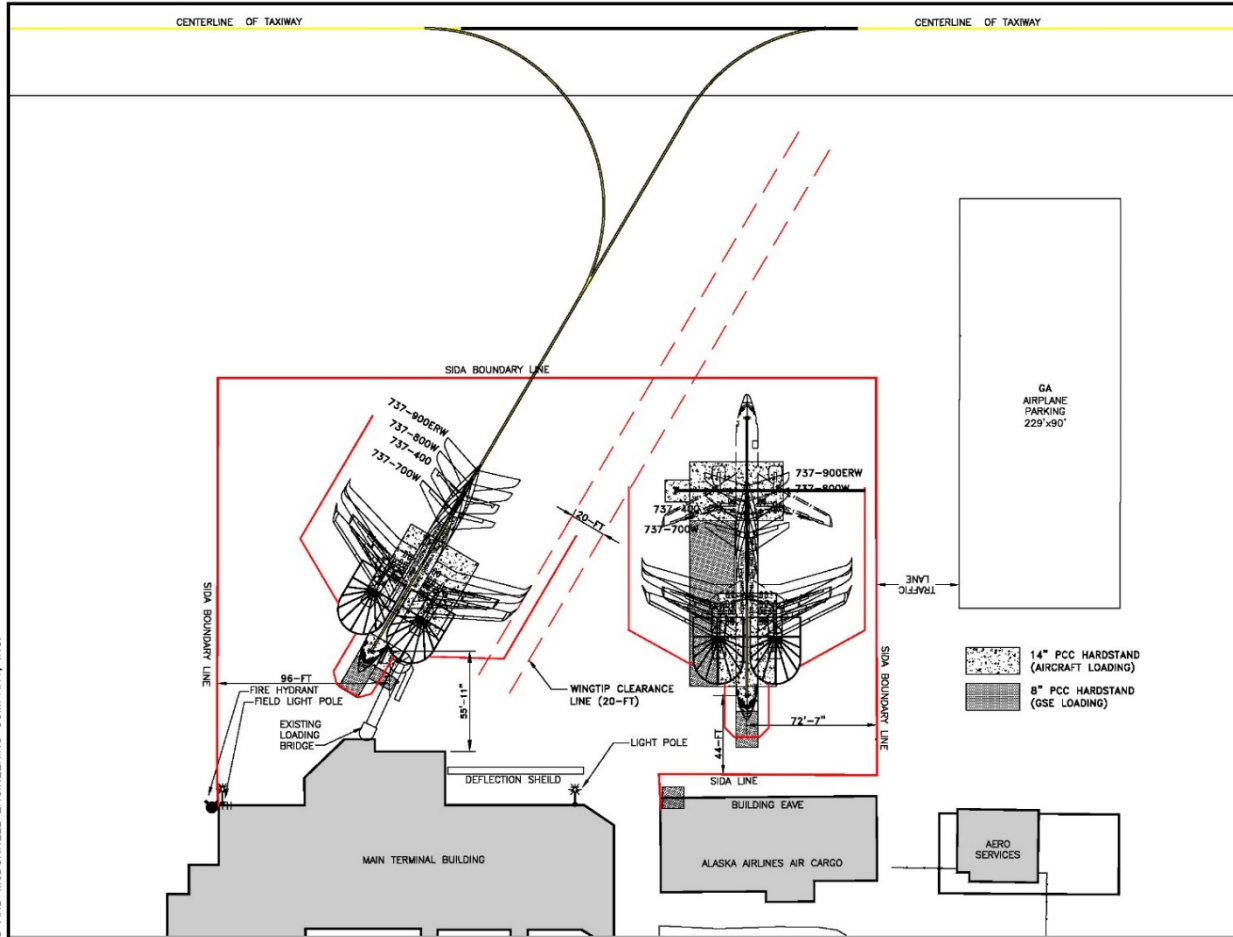 CENTERLINE OF TAXIWAY
CENTERLINE OF TAXIWAY
SIDA BOUNDARY LINE
GA
AIRPLANE
PARKING
229'x90'
737-900ERW
737-800W
737-400
737-700W
737-900ERW
737-800W
737-400
737-700W
20-FT
TRAFFIC
LANE
SIDA BOUNDARY LINE
SIDA BOUNDARY LINE
14" PCC HARDSTAND
(AIRCRAFT LOADING)
8" PCC HARDSTAND
(GSE LOADING)
96-FT
FIRE HYDRANT
FIELD LIGHT POLE
EXISTING
LOADING
BRIDGE
55'-11"
WINGTIP CLEARANCE
LINE (20-FT)
44-FT
72'-7"
LIGHT POLE
DEFLECTION SHEILD
SIDA LINE
BUILDING EAVE
MAIN TERMINAL BUILDING
ALASKA AIRLINES AIR CARGO
AERO
SERVICES